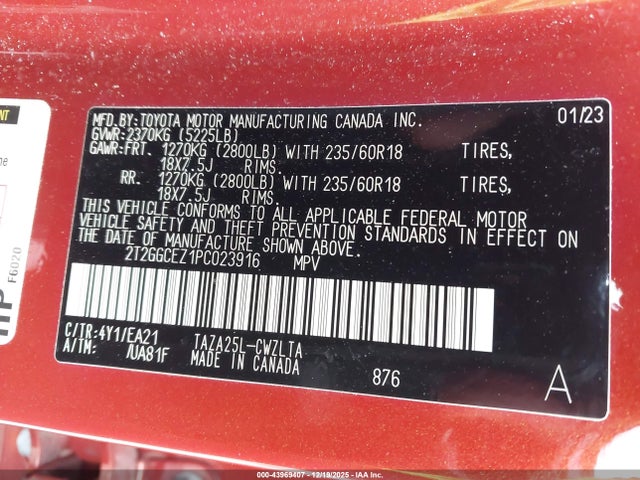 MFD.BY:TOYOTA MOTOR MANUFACTURING CANADA INC. 01/23
GVWR:2370KG (5225LB)
GAWR:FRT. 1270KG (2800LB) WITH 235/60R18 TIRES,
18X7.5J RIMS.
RR. 1270KG (2800LB) WITH 235/60R18 TIRES,
18X7.5J RIMS.
THIS VEHICLE CONFORMS TO ALL APPLICABLE FEDERAL MOTOR
VEHICLE SAFETY AND THEFT PREVENTION STANDARDS IN EFFECT ON
THE DATE OF MANUFACTURE SHOWN ABOVE.
2T2GGCEZ1PC023916 MPV
C/TR:4Y1/EA21 TAZA25L-CWZLTA
A/TM: /UA81F MADE IN CANADA
876 A
F6020
000-43969407 - 12/19/2025 - IAA Inc.